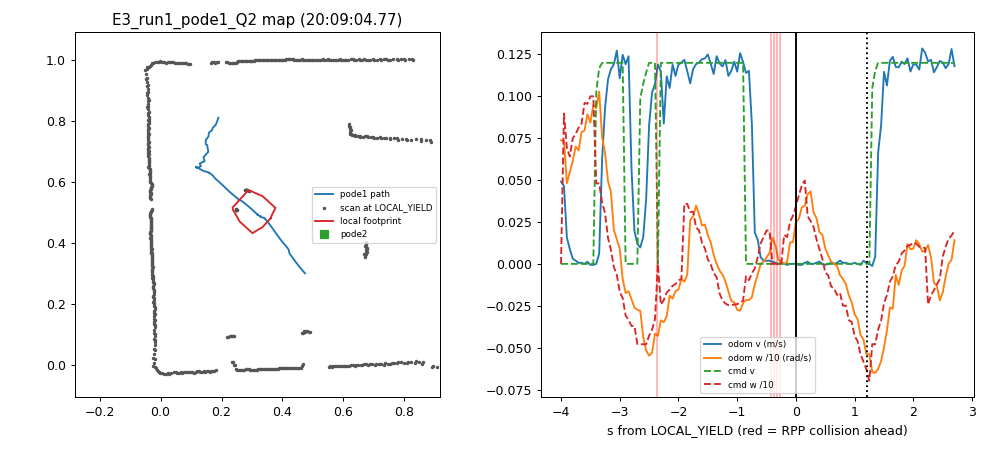 E3_run1_pode1_Q2 map (20:09:04.77)
1.0
0.8
0.6
0.4
0.2
0.0
−0.2
0.0
0.2
0.4
0.6
0.8
pode1 path
scan at LOCAL_YIELD
local footprint
pode2
0.125
0.100
0.075
0.050
0.025
0.000
−0.025
−0.050
−0.075
−4
−3
−2
−1
0
1
2
3
odom v (m/s)
odom w /10 (rad/s)
cmd v
cmd w /10
s from LOCAL_YIELD (red = RPP collision ahead)